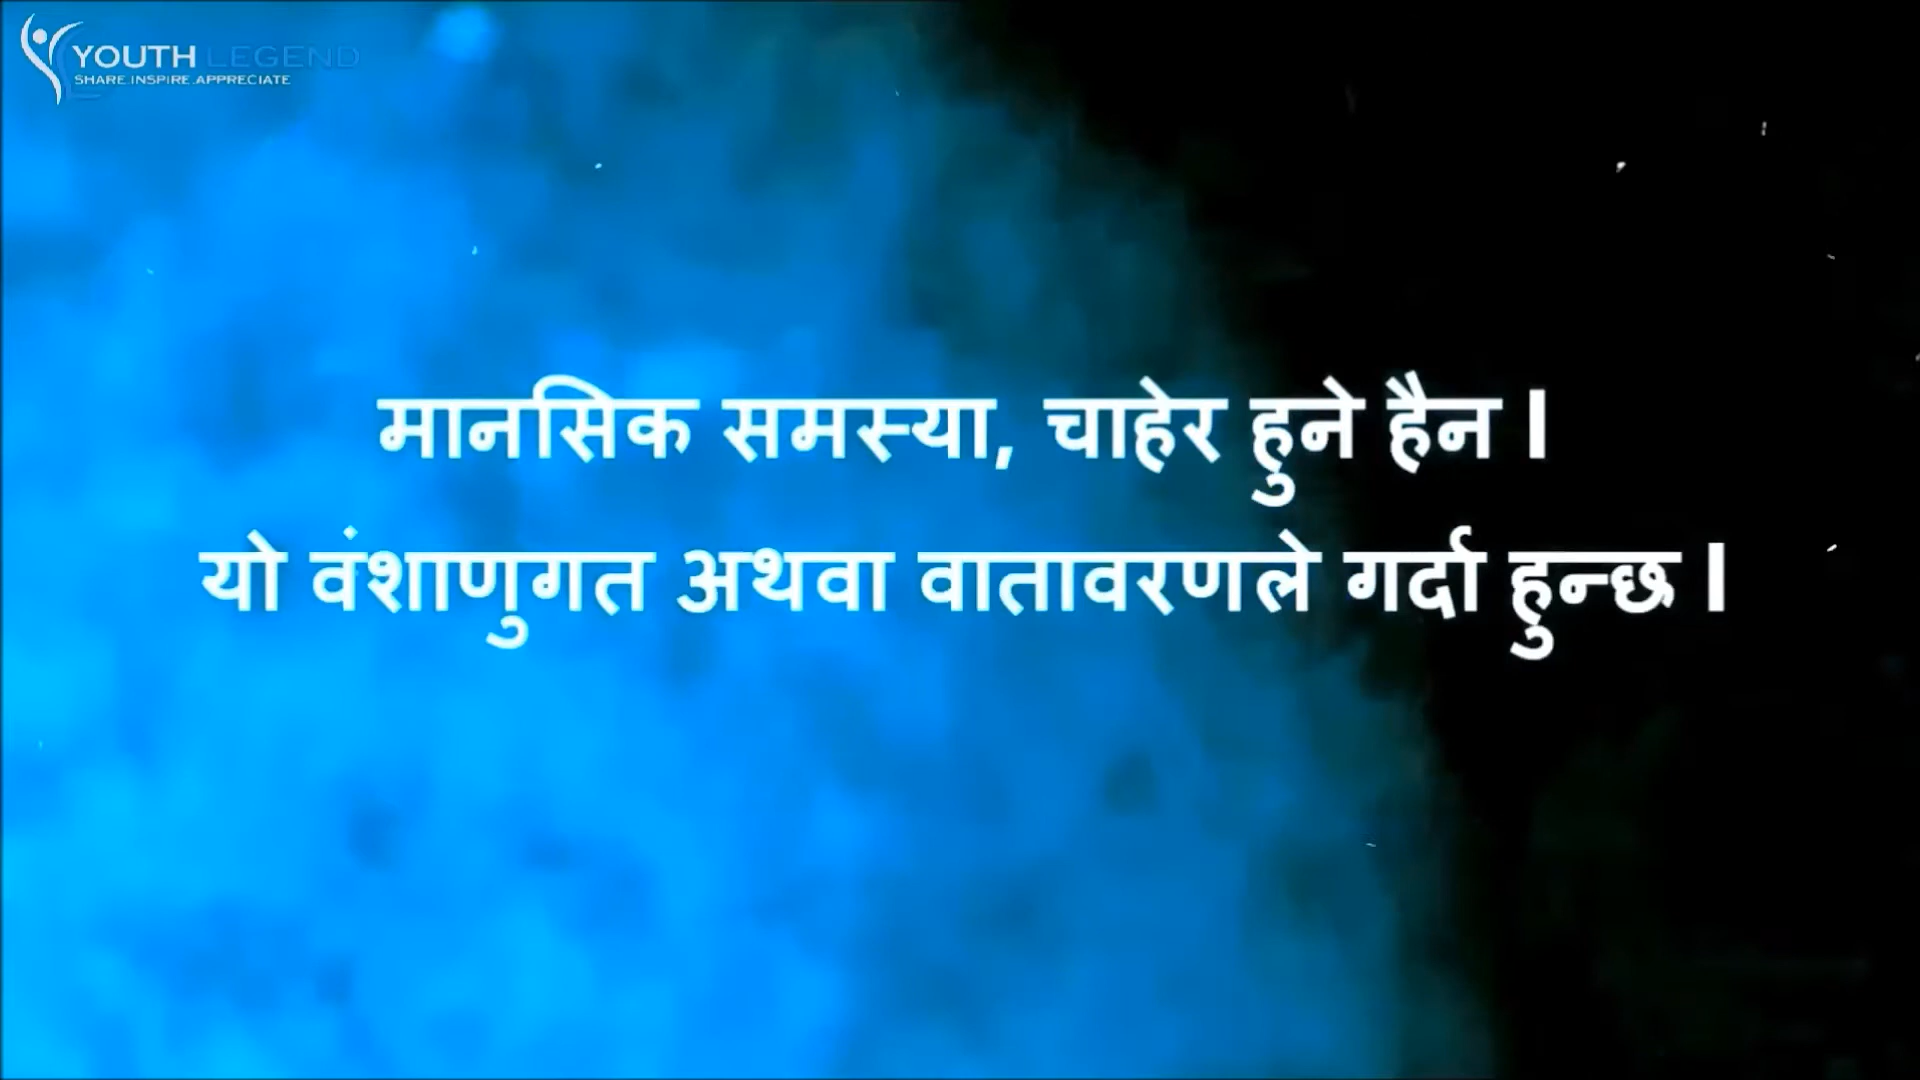 YOUTH LEGEND
SHARE.INSPIRE.APPRECIATE
मानसिक समस्या, चाहेर हुने हैन ।
यो वंशाणुगत अथवा वातावरणले गर्दा हुन्छ ।